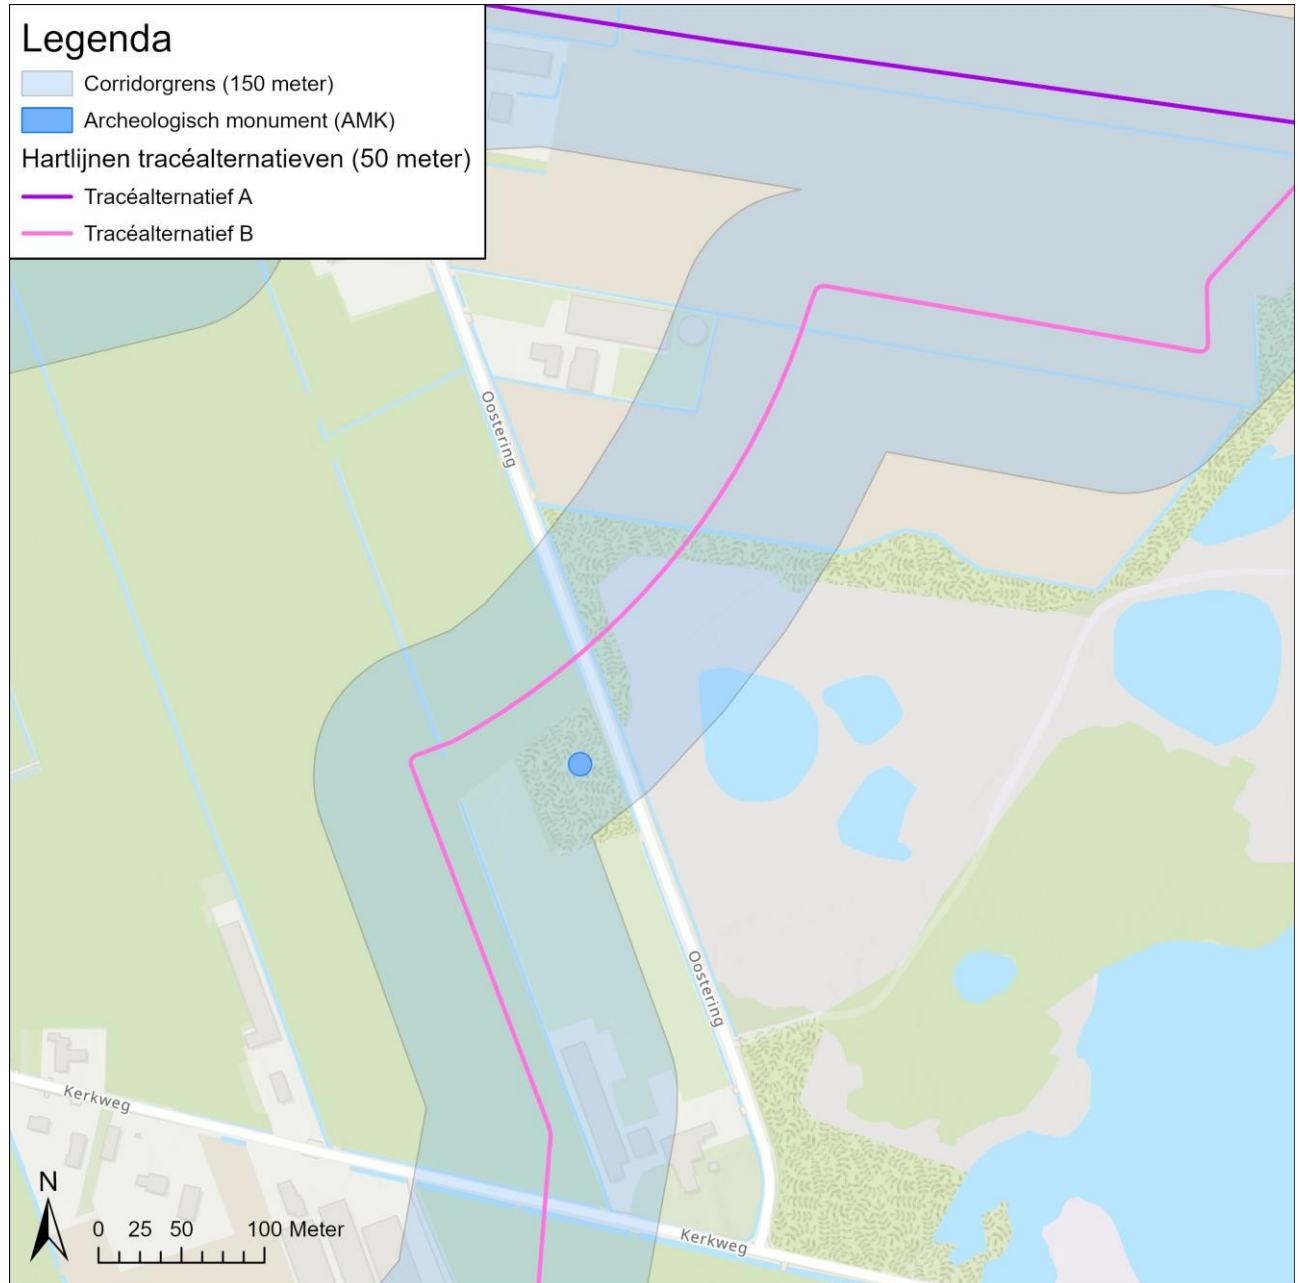 Legenda
Corridorgrens (150 meter)
Archeologisch monument (AMK)
Hartlijnen tracéalternatieven (50 meter)
Tracéalternatief A
Tracéalternatief B
Oostering
Oostering
Kerkweg
Kerkweg
N
0 25 50 100 Meter